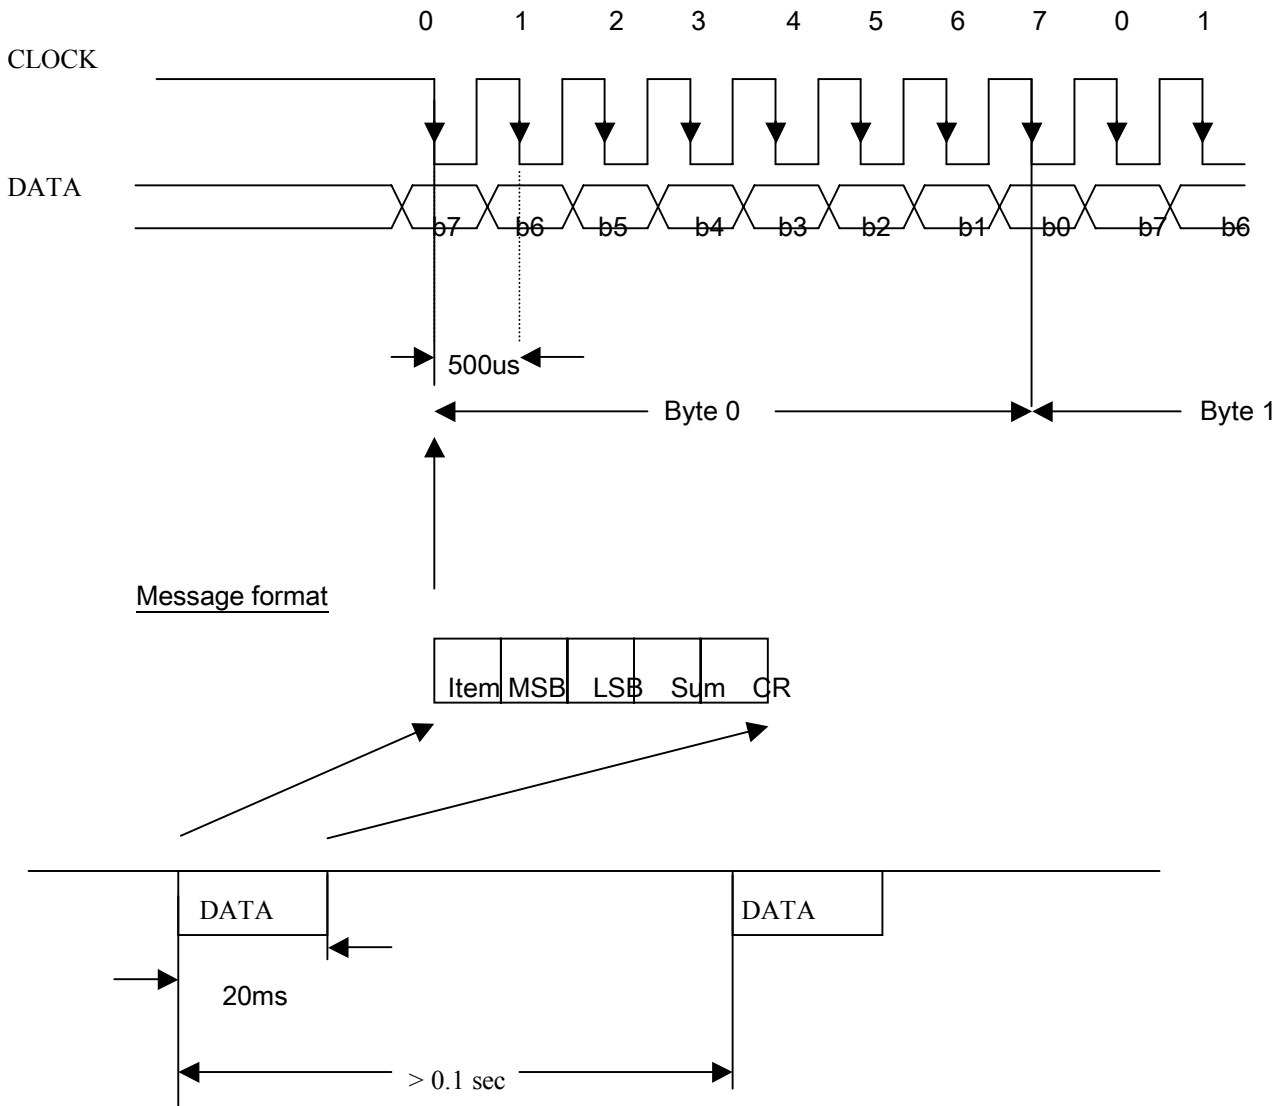 0 1 2 3 4 5 6 7 0 1
CLOCK
DATA
b7 b6 b5 b4 b3 b2 b1 b0 b7 b6
500us
Byte 0 Byte 1
Message format
Item MSB LSB Sum CR
DATA DATA
20ms
> 0.1 sec